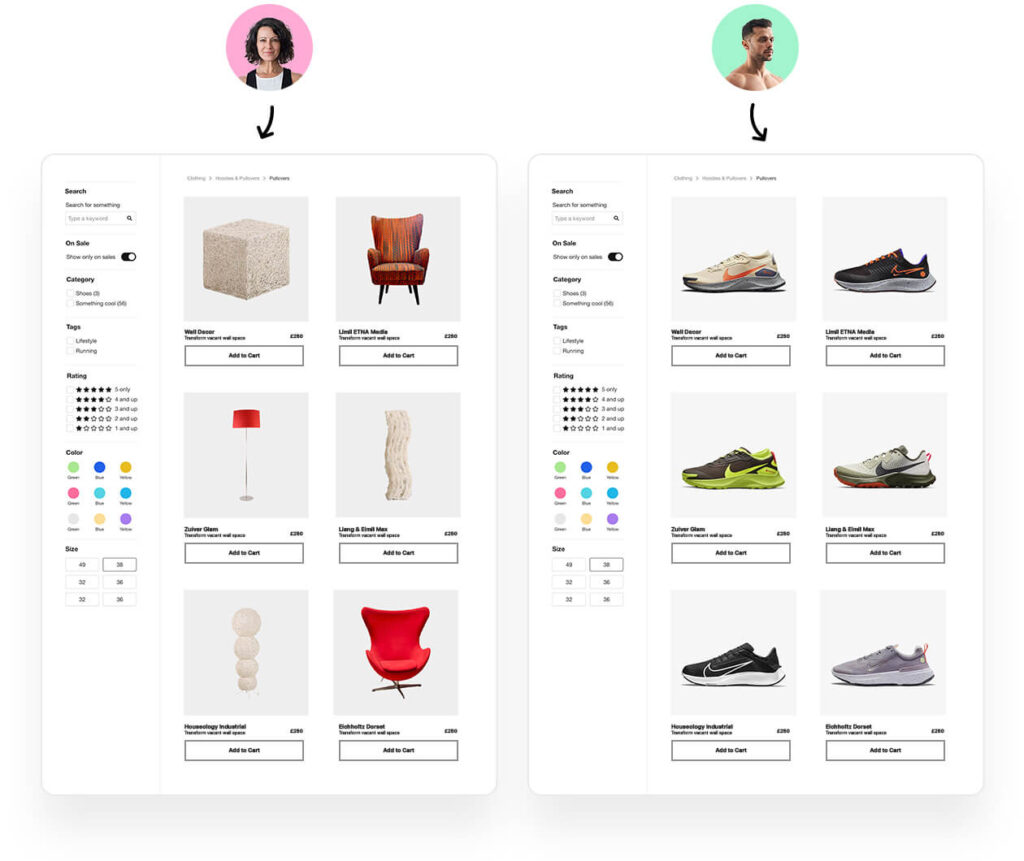 Search
Search for something
Type a keyword
On Sale
Show only on sales
Category
Shoes (3)
Something cool (56)
Tags
Lifestyle
Running
Rating
5 only
4 and up
3 and up
2 and up
1 and up
Color
Green Blue Yellow
Green Blue Yellow
Green Blue Yellow
Size
49 38
32 36
32 36
Clothing > Hoodies & Pullovers > Pullovers
Wall Decor
Transform vacant wall space £280
Add to Cart
Limil ETNA Media
Transform vacant wall space £280
Add to Cart
Zuiver Glam
Transform vacant wall space £280
Add to Cart
Liang & Eimil Max
Transform vacant wall space £280
Add to Cart
Houseology Industrial
Transform vacant wall space £280
Add to Cart
Eichholtz Dorset
Transform vacant wall space £280
Add to Cart
Search
Search for something
Type a keyword
On Sale
Show only on sales
Category
Shoes (3)
Something cool (56)
Tags
Lifestyle
Running
Rating
5 only
4 and up
3 and up
2 and up
1 and up
Color
Green Blue Yellow
Green Blue Yellow
Green Blue Yellow
Size
49 38
32 36
32 36
Clothing > Hoodies & Pullovers > Pullovers
Wall Decor
Transform vacant wall space £280
Add to Cart
Limil ETNA Media
Transform vacant wall space £280
Add to Cart
Zuiver Glam
Transform vacant wall space £280
Add to Cart
Liang & Eimil Max
Transform vacant wall space £280
Add to Cart
Houseology Industrial
Transform vacant wall space £280
Add to Cart
Eichholtz Dorset
Transform vacant wall space £280
Add to Cart